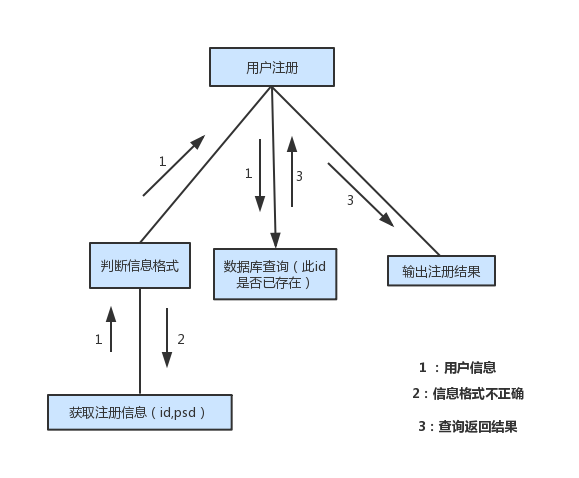 用户注册
1
1
3
3
判断信息格式
数据库查询（此id
是否已存在）
输出注册结果
1
2
1 ：用户信息
2：信息格式不正确
获取注册信息（id,psd）
3：查询返回结果